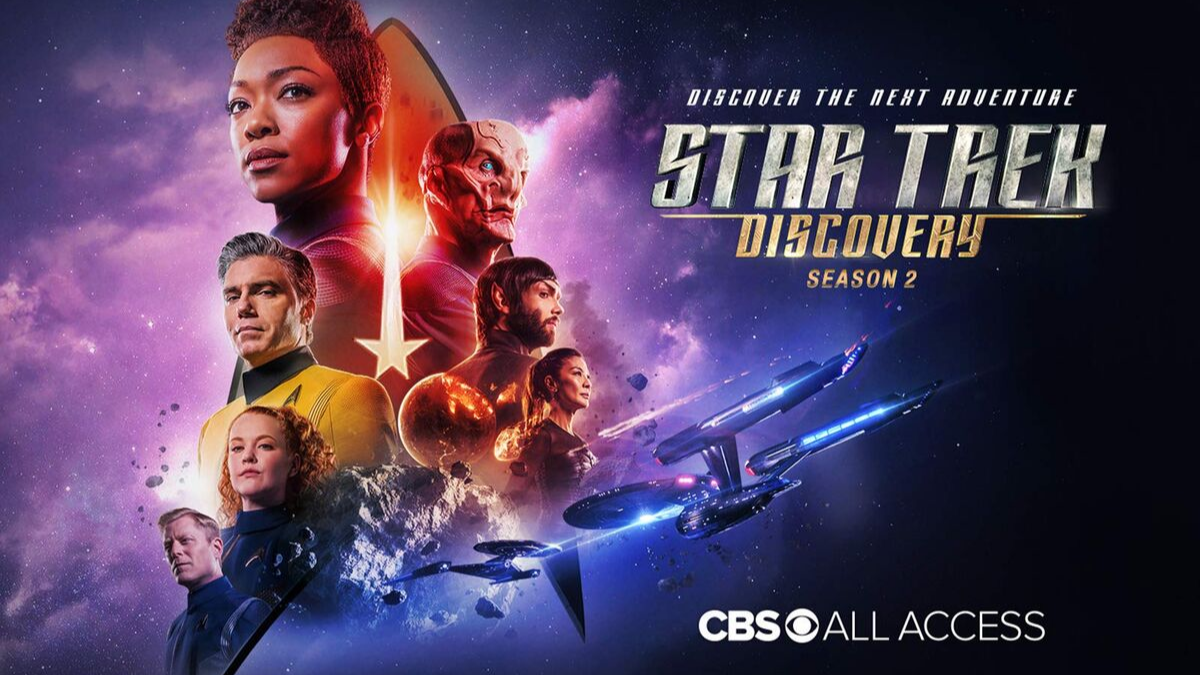 DISCOVER THE NEXT ADVENTURE
STAR TREK
DISCOVERY
SEASON 2
CBS ALL ACCESS